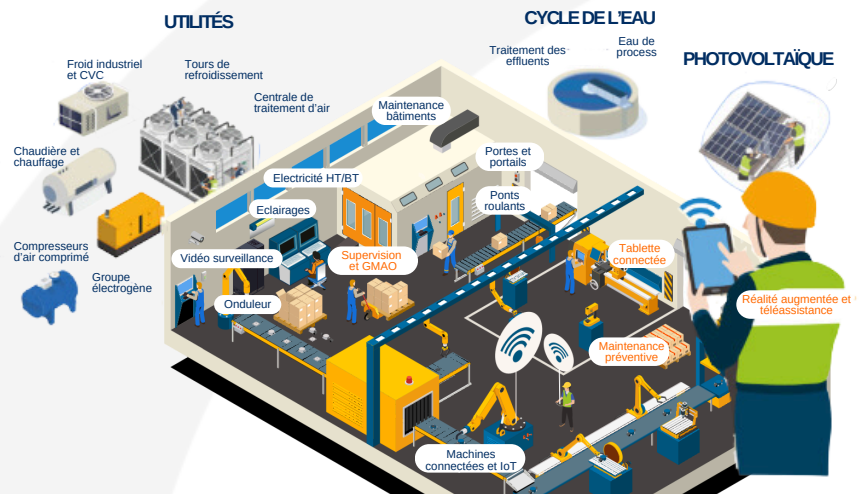 UTILITÉS
CYCLE DE L'EAU
PHOTOVOLTAÏQUE
Froid industriel
et CVC
Tours de
refroidissement
Centrale de
traitement d'air
Chaudière et
chauffage
Compresseurs
d'air comprimé
Groupe
électrogène
Traitement des
effluents
Eau de
process
Maintenance
bâtiments
Portes et
portails
Electricité HT/BT
Ponts
roulants
Eclairages
Vidéo surveillance
Supervision
et GMAO
Tablette
connectée
Onduleur
Réalité augmentée et
téléassistance
Maintenance
préventive
Machines
connectées et IoT